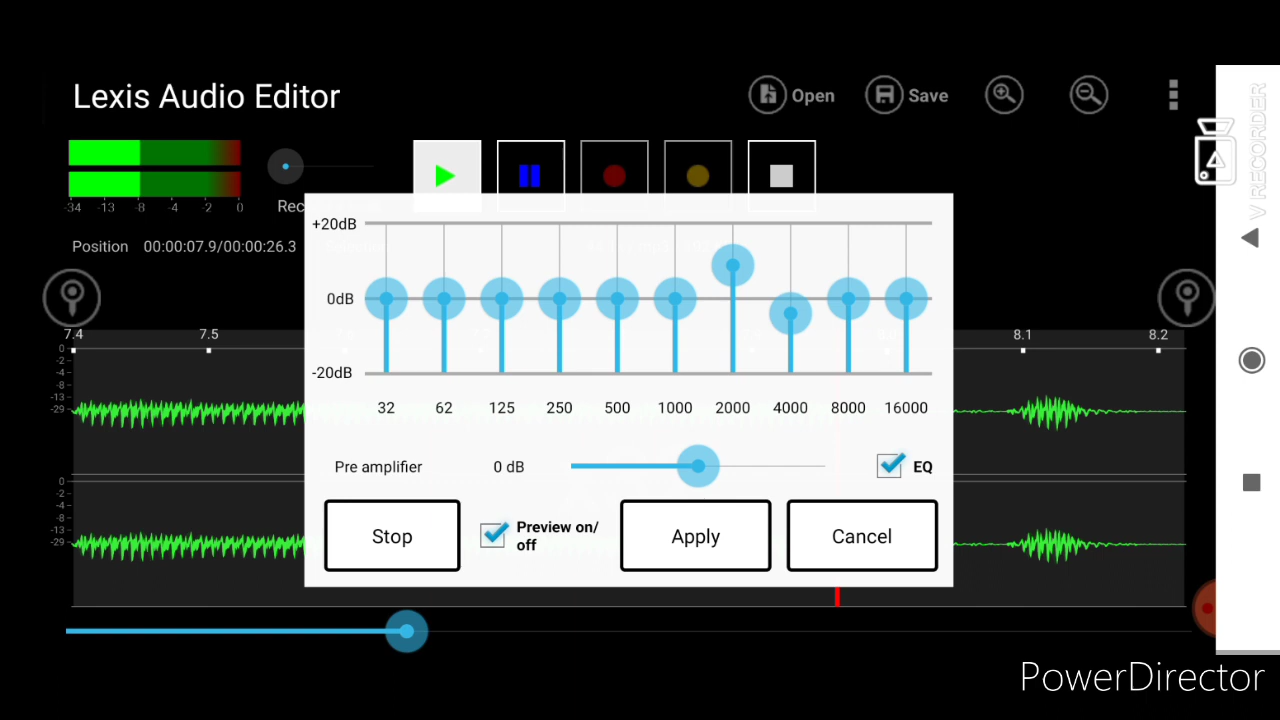 Lexis Audio Editor
Open
Save
-34 -13 -8 -4 -2 0
Rec
Position 00:00:07.9/00:00:26.3
+20dB
0dB
-20dB
32 62 125 250 500 1000 2000 4000 8000 16000
Pre amplifier 0 dB
EQ
Stop
Preview on/
off
Apply
Cancel
7.4 7.5 8.1 8.2
0
-2
-4
-8
-13
-29
0
-2
-4
-8
-13
-29
V RECORDER
PowerDirector